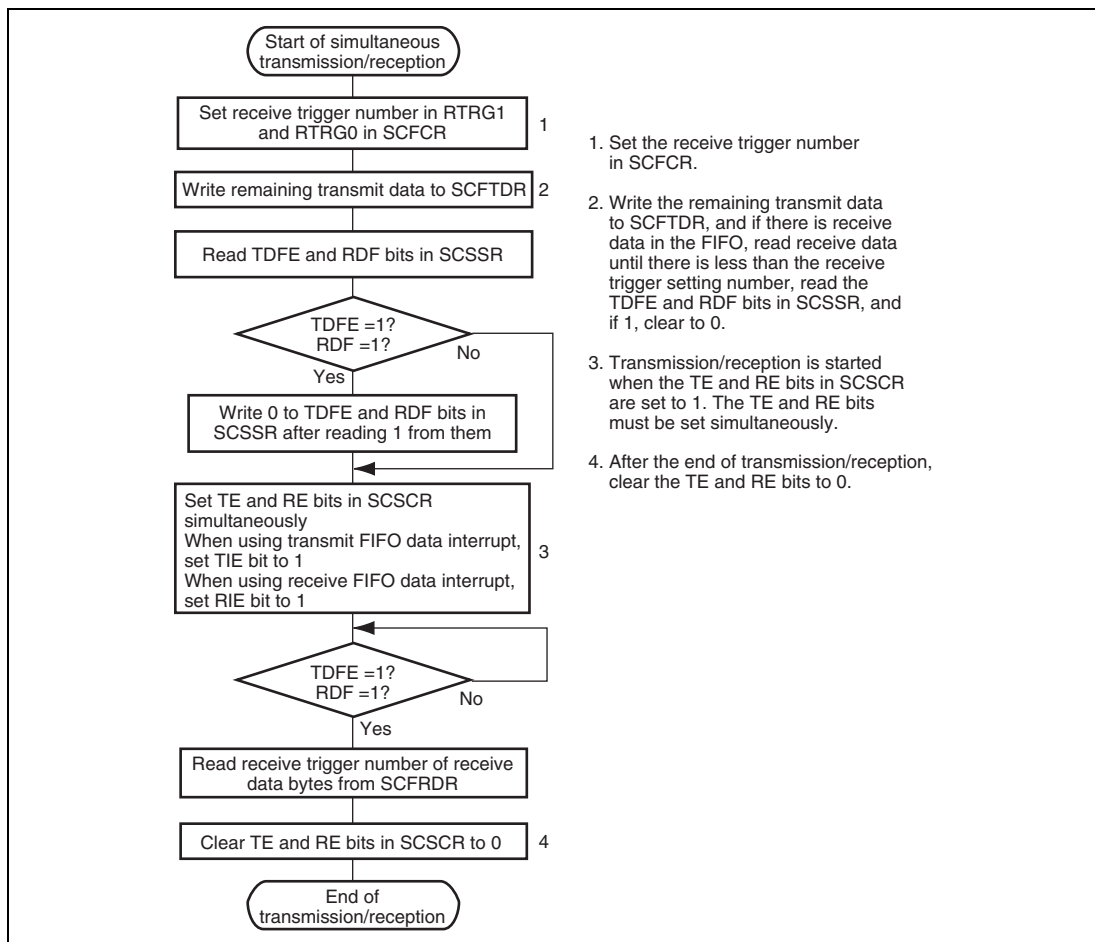 Start of simultaneous
transmission/reception
Set receive trigger number in RTRG1
and RTRG0 in SCFCR
1
Write remaining transmit data to SCFTDR
2
Read TDFE and RDF bits in SCSSR
TDFE =1?
RDF =1?
No
Yes
Write 0 to TDFE and RDF bits in
SCSSR after reading 1 from them
Set TE and RE bits in SCSCR
simultaneously
When using transmit FIFO data interrupt,
set TIE bit to 1
When using receive FIFO data interrupt,
set RIE bit to 1
3
TDFE =1?
RDF =1?
No
Yes
Read receive trigger number of receive
data bytes from SCFRDR
Clear TE and RE bits in SCSCR to 0
4
End of
transmission/reception
1. Set the receive trigger number
in SCFCR.
2. Write the remaining transmit data
to SCFTDR, and if there is receive
data in the FIFO, read receive data
until there is less than the receive
trigger setting number, read the
TDFE and RDF bits in SCSSR, and
if 1, clear to 0.
3. Transmission/reception is started
when the TE and RE bits in SCSCR
are set to 1. The TE and RE bits
must be set simultaneously.
4. After the end of transmission/reception,
clear the TE and RE bits to 0.